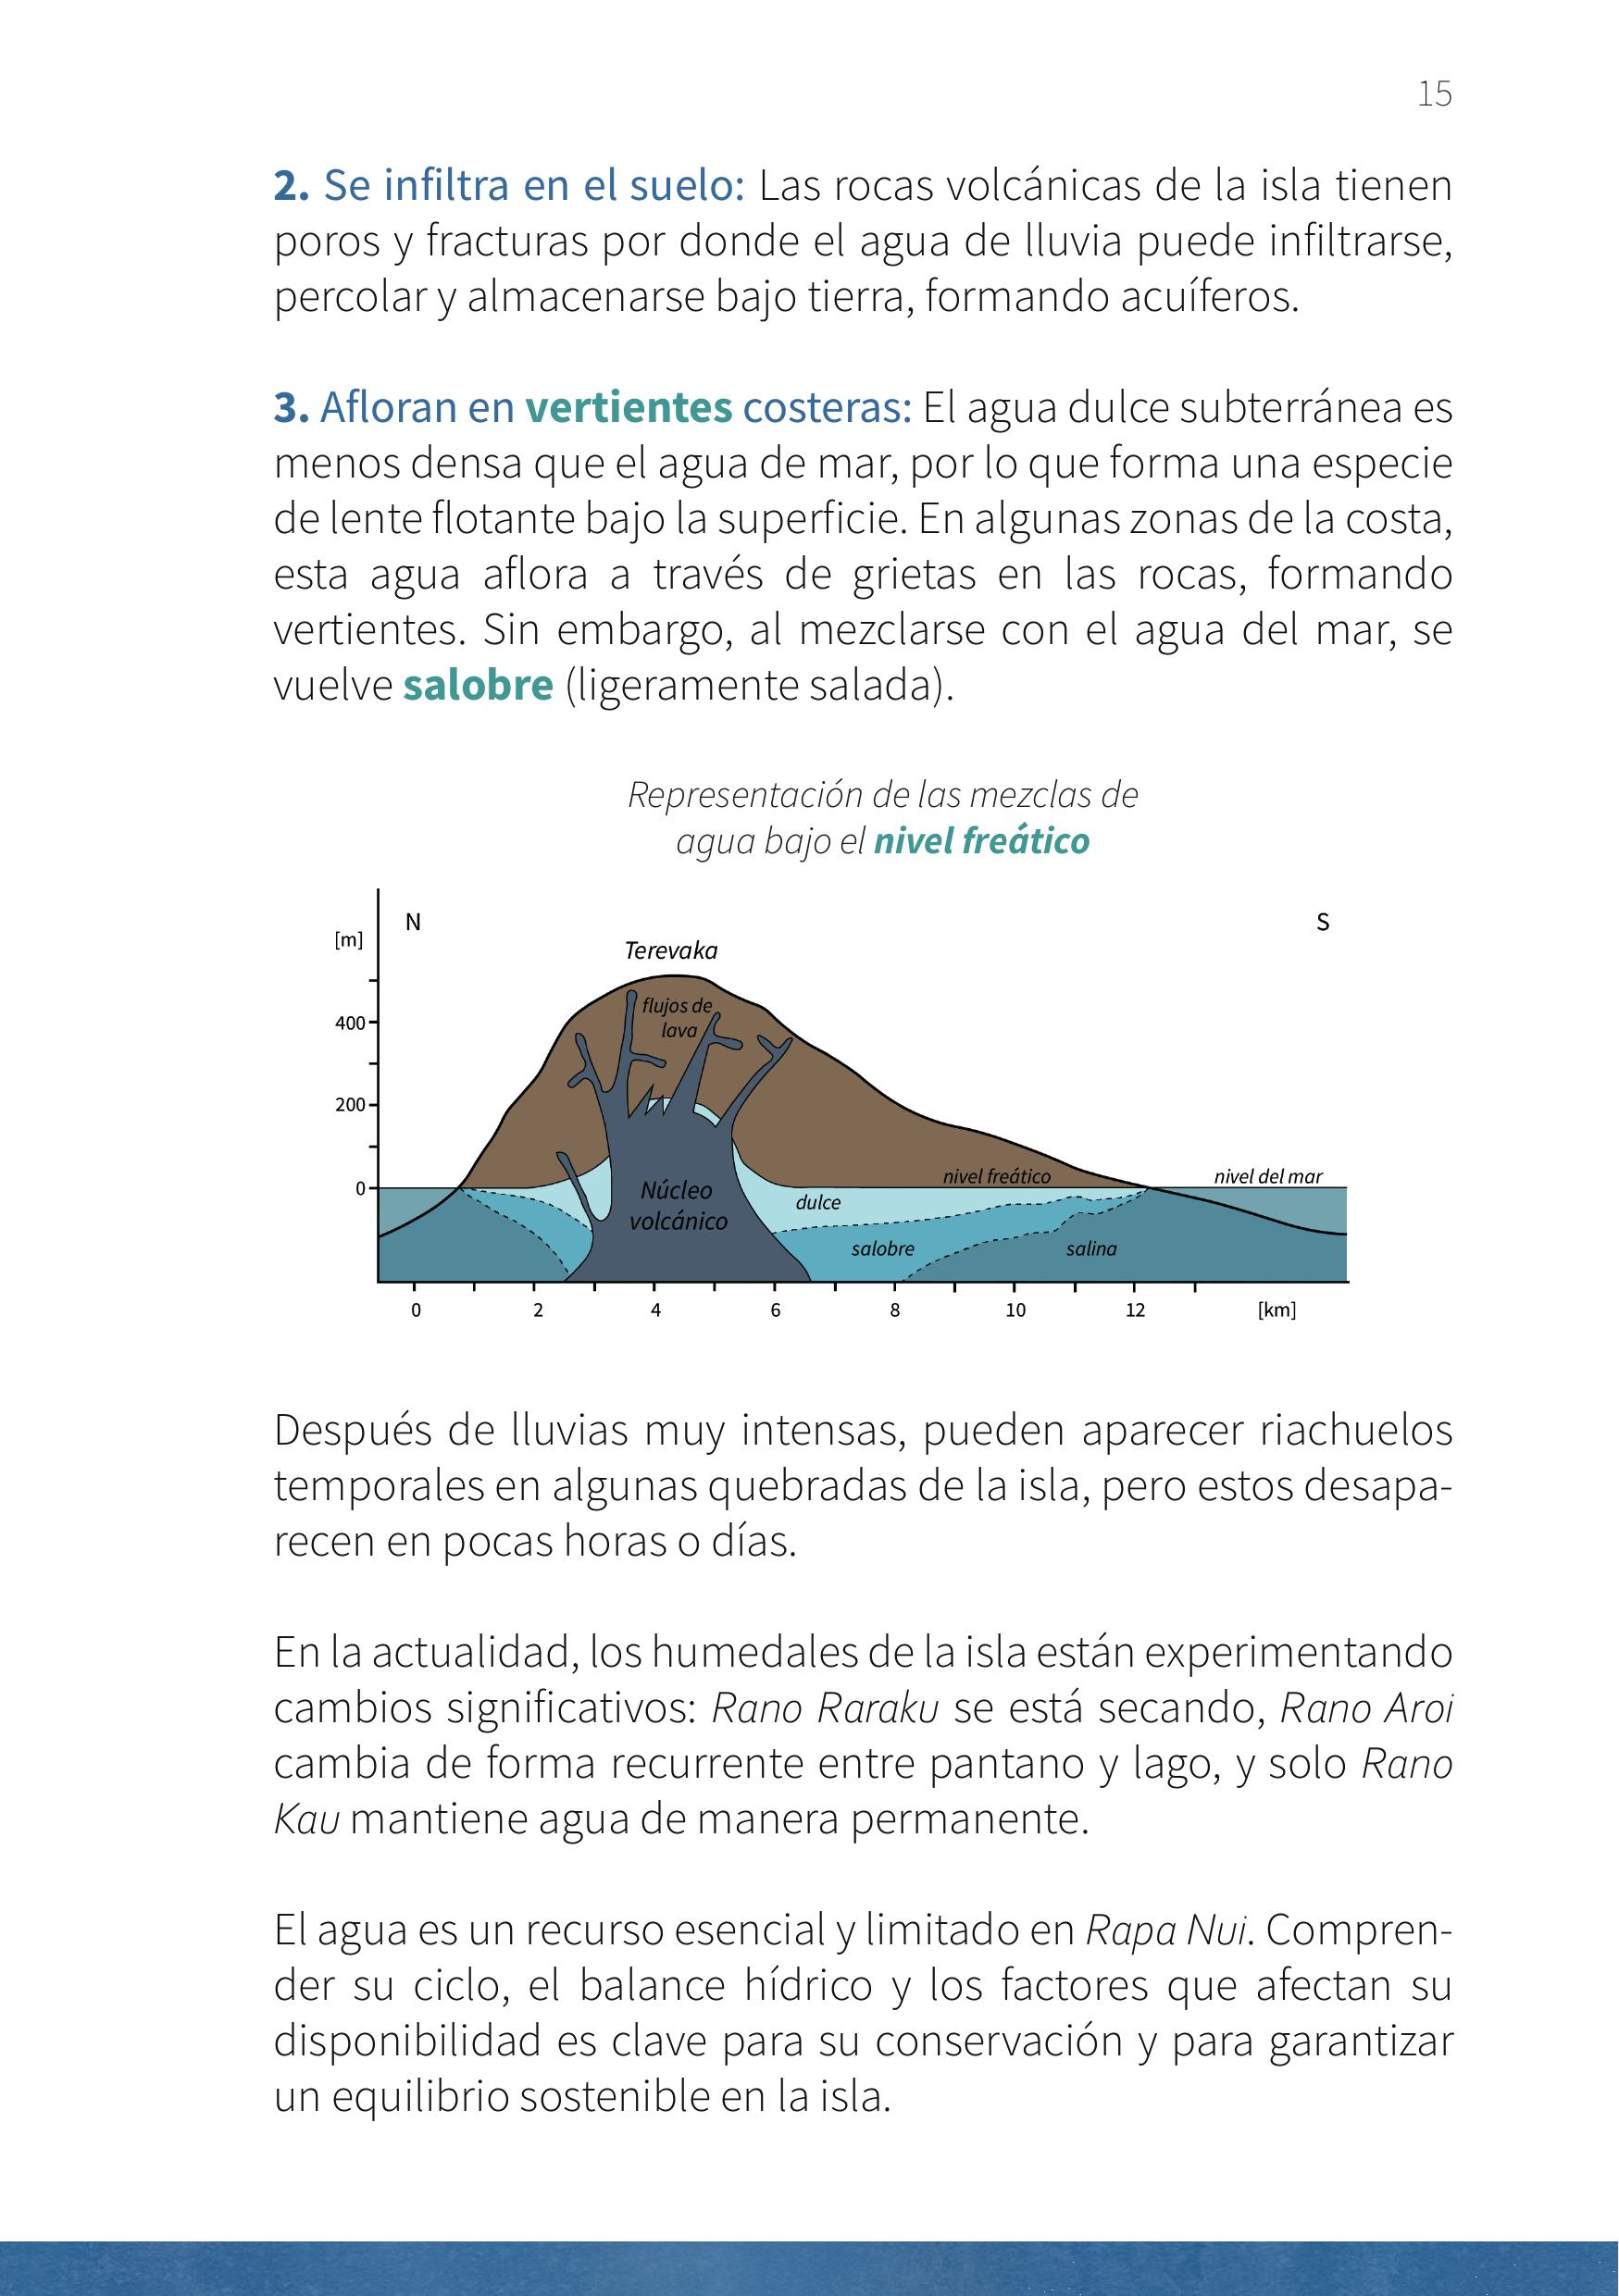 15
2. Se infiltra en el suelo: Las rocas volcánicas de la isla tienen
poros y fracturas por donde el agua de lluvia puede infiltrarse,
percolar y almacenarse bajo tierra, formando acuíferos.
3. Afloran en vertientes costeras: El agua dulce subterránea es
menos densa que el agua de mar, por lo que forma una especie
de lente flotante bajo la superficie. En algunas zonas de la costa,
esta agua aflora a través de grietas en las rocas, formando
vertientes. Sin embargo, al mezclarse con el agua del mar, se
vuelve salobre (ligeramente salada).
Representación de las mezclas de
agua bajo el nivel freático
N
S
[m]
Terevaka
flujos de
lava
400
200
0
nivel freático
nivel del mar
Núcleo
volcánico
dulce
salobre
salina
0 2 4 6 8 10 12 [km]
Después de lluvias muy intensas, pueden aparecer riachuelos
temporales en algunas quebradas de la isla, pero estos desapa-
recen en pocas horas o días.
En la actualidad, los humedales de la isla están experimentando
cambios significativos: Rano Raraku se está secando, Rano Aroi
cambia de forma recurrente entre pantano y lago, y solo Rano
Kau mantiene agua de manera permanente.
El agua es un recurso esencial y limitado en Rapa Nui. Compren-
der su ciclo, el balance hídrico y los factores que afectan su
disponibilidad es clave para su conservación y para garantizar
un equilibrio sostenible en la isla.